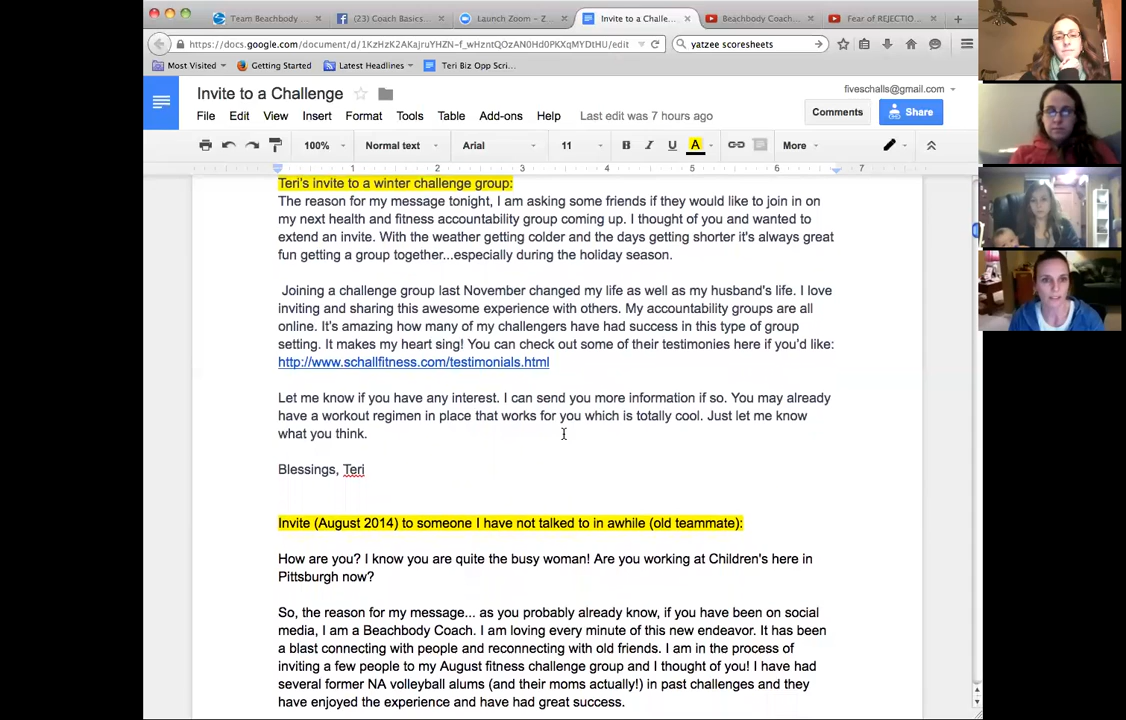 Team Beachbody ...
(23) Coach Basics...
Launch Zoom - Z...
Invite to a Challe...
Beachbody Coach...
Fear of REJECTIO...
https://docs.google.com/document/d/1KzHzK2AKajruYHZN-f_wHzntQOzAN0Hd0PKXqMYDtHU/edit
yatzee scoresheets
Most Visited
Getting Started
Latest Headlines
Teri Biz Opp Scri...
Invite to a Challenge
fiveschalls@gmail.com
File Edit View Insert Format Tools Table Add-ons Help Last edit was 7 hours ago
Comments
Share
100% Normal text Arial 11 B I U A More
1 2 3 4 5 6 7
Teri's invite to a winter challenge group:
The reason for my message tonight, I am asking some friends if they would like to join in on
my next health and fitness accountability group coming up. I thought of you and wanted to
extend an invite. With the weather getting colder and the days getting shorter it's always great
fun getting a group together...especially during the holiday season.
Joining a challenge group last November changed my life as well as my husband's life. I love
inviting and sharing this awesome experience with others. My accountability groups are all
online. It's amazing how many of my challengers have had success in this type of group
setting. It makes my heart sing! You can check out some of their testimonies here if you'd like:
http://www.schallfitness.com/testimonials.html
Let me know if you have any interest. I can send you more information if so. You may already
have a workout regimen in place that works for you which is totally cool. Just let me know
what you think.
Blessings, Teri
Invite (August 2014) to someone I have not talked to in awhile (old teammate):
How are you? I know you are quite the busy woman! Are you working at Children's here in
Pittsburgh now?
So, the reason for my message... as you probably already know, if you have been on social
media, I am a Beachbody Coach. I am loving every minute of this new endeavor. It has been
a blast connecting with people and reconnecting with old friends. I am in the process of
inviting a few people to my August fitness challenge group and I thought of you! I have had
several former NA volleyball alums (and their moms actually!) in past challenges and they
have enjoyed the experience and have had great success.